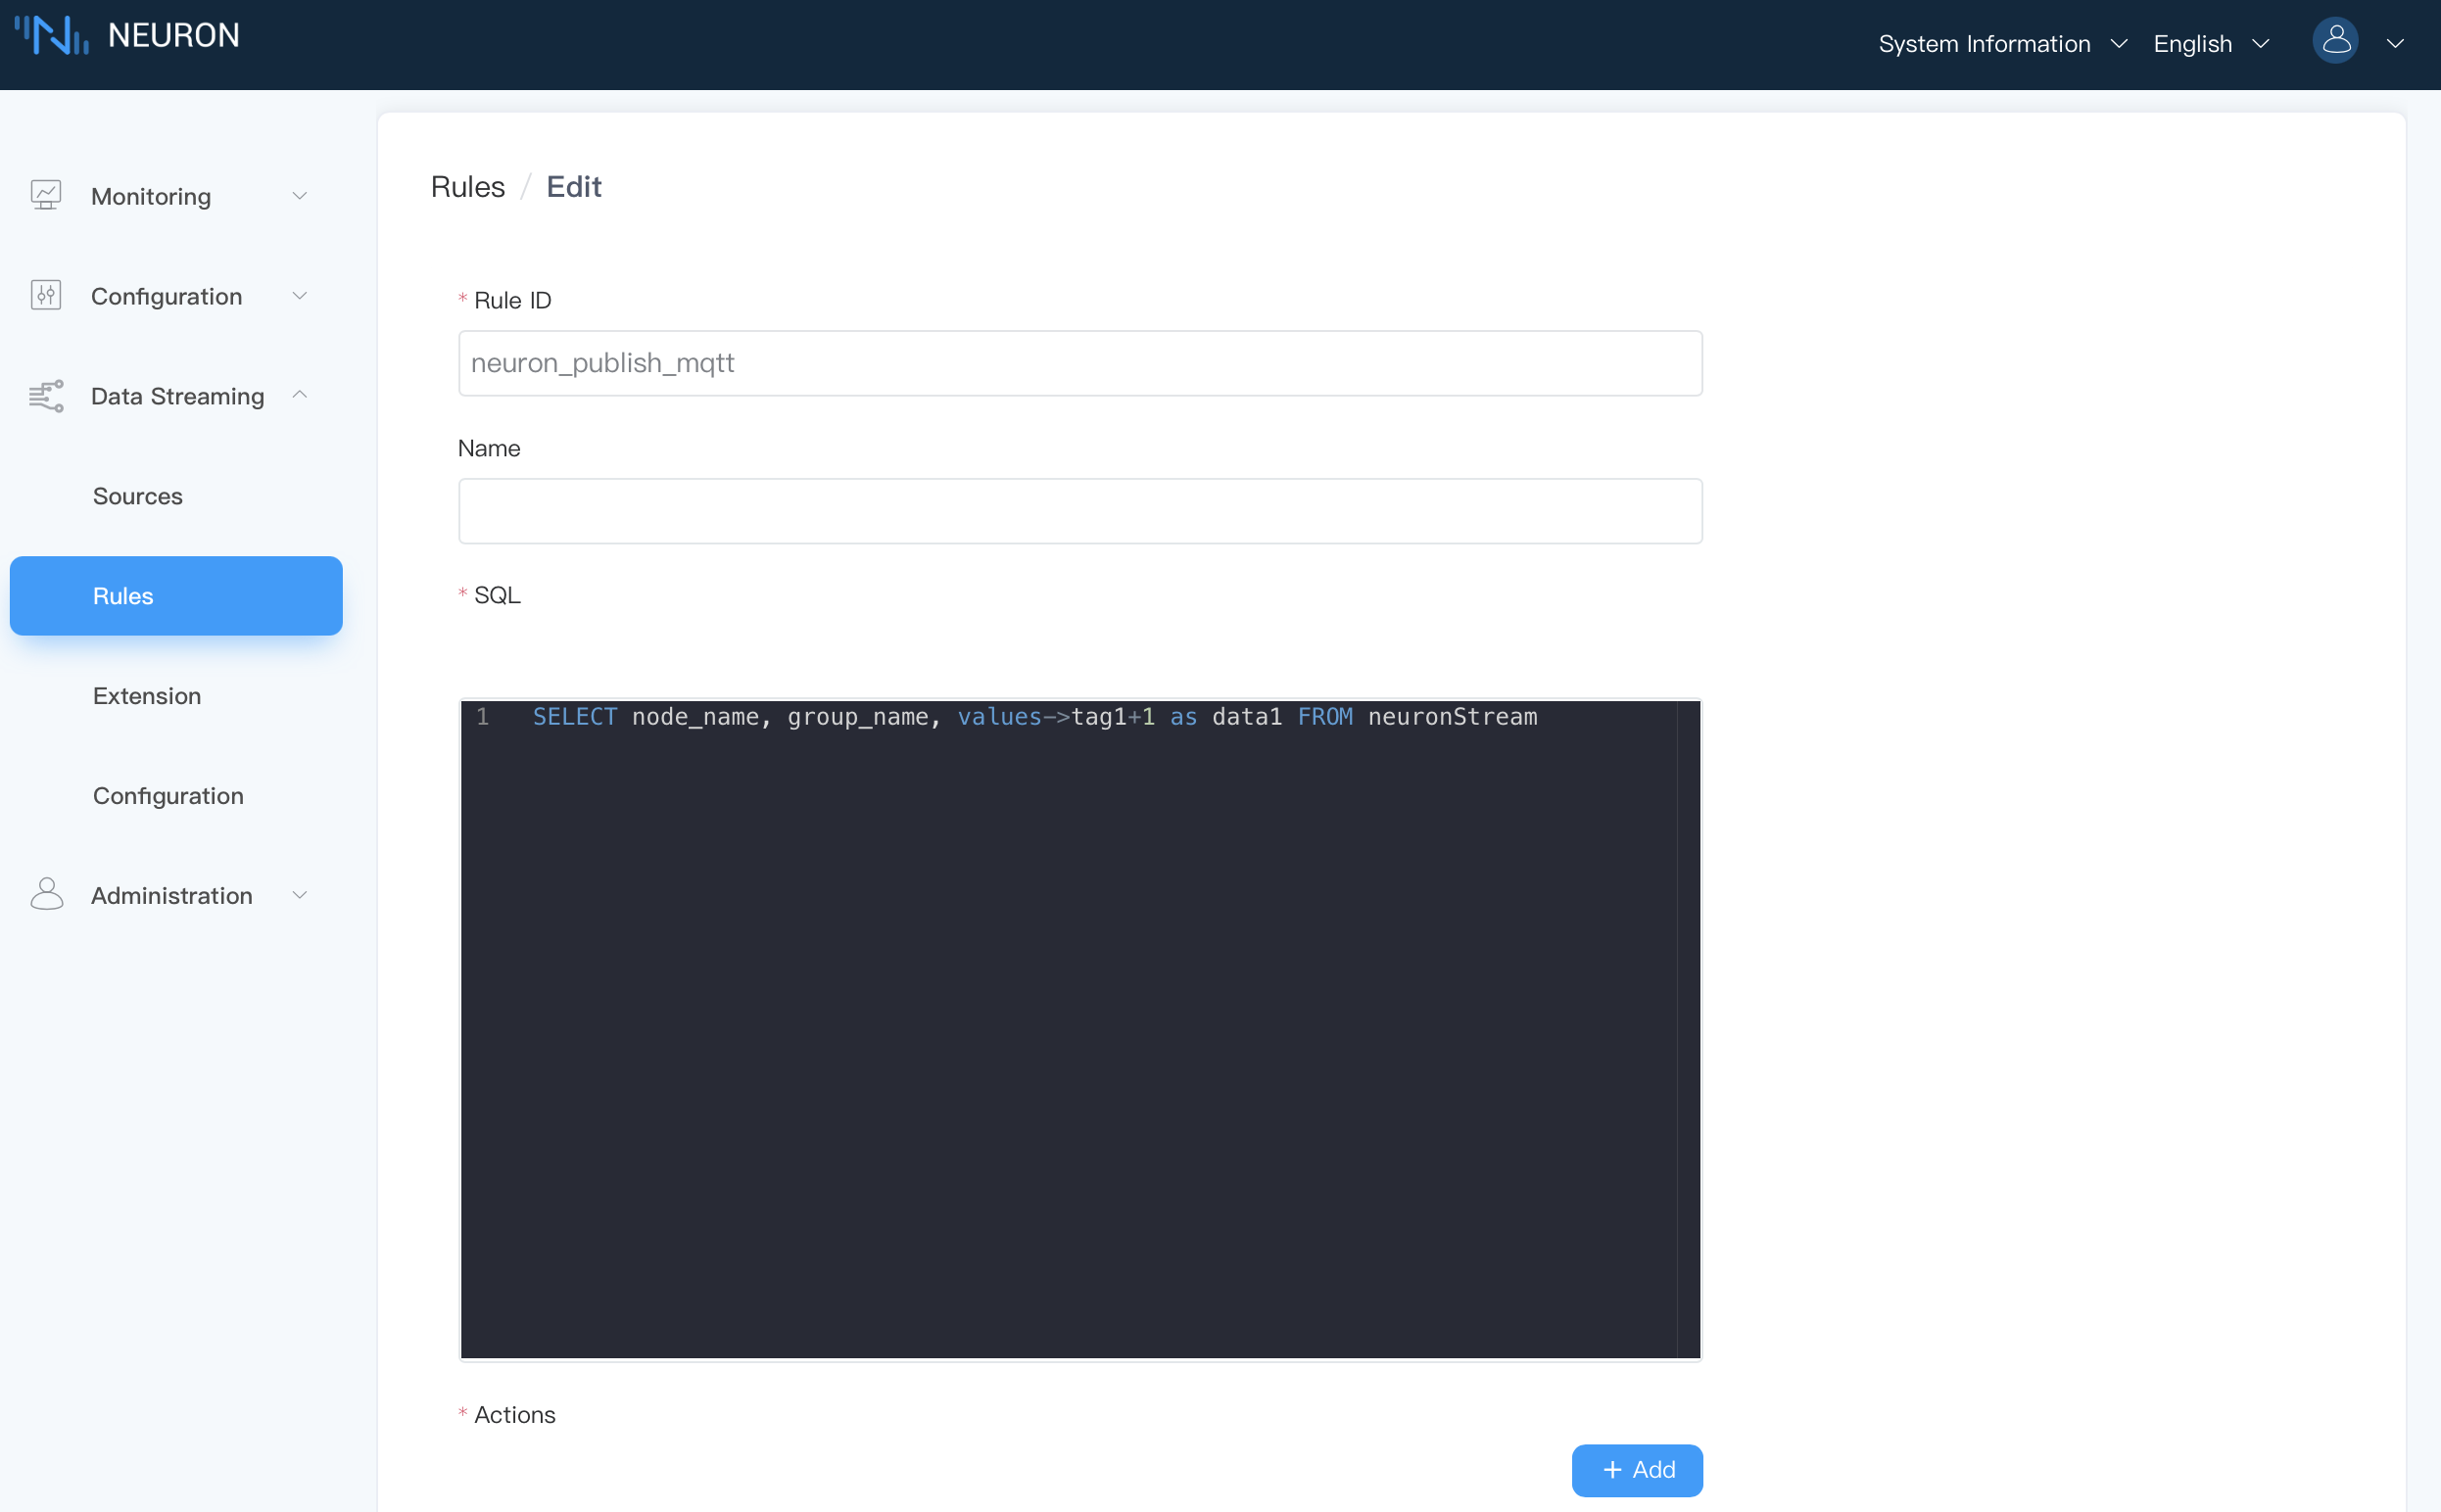 NEURON
System Information
English
Monitoring
Configuration
Data Streaming
Sources
Rules
Extension
Configuration
Administration
Rules / Edit
* Rule ID
neuron_publish_mqtt
Name
* SQL
1 SELECT node_name, group_name, values->tag1+1 as data1 FROM neuronStream
* Actions
+ Add